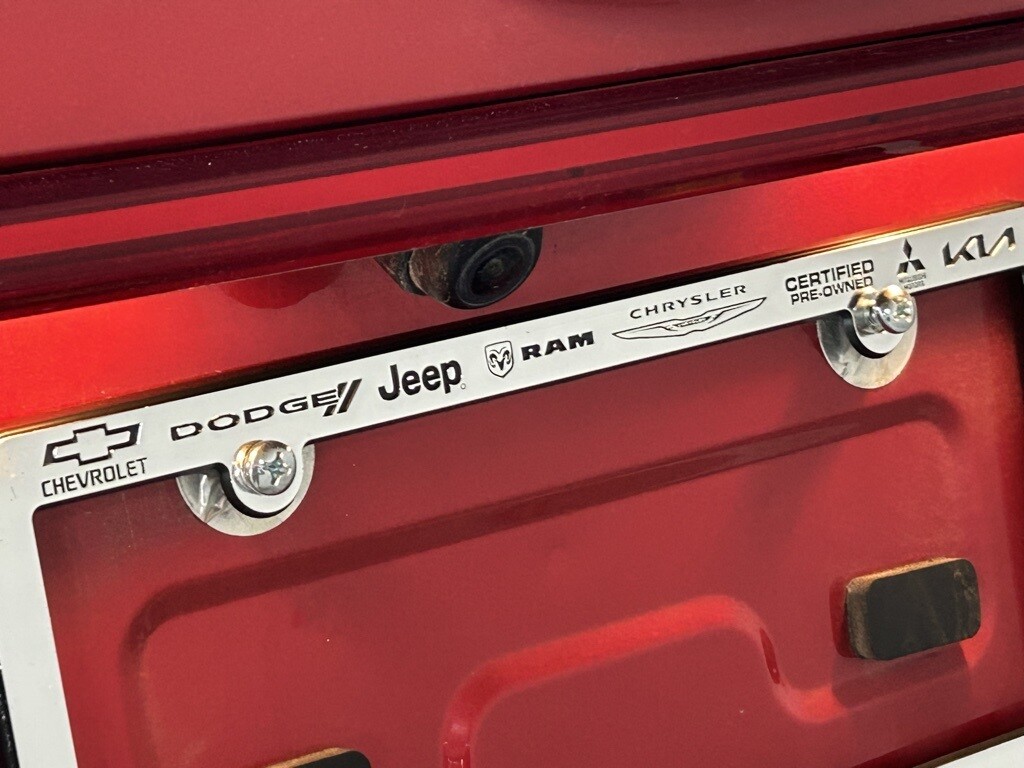 CHEVROLET
DODGE
Jeep
RAM
CHRYSLER
CERTIFIED
PRE-OWNED
KIA